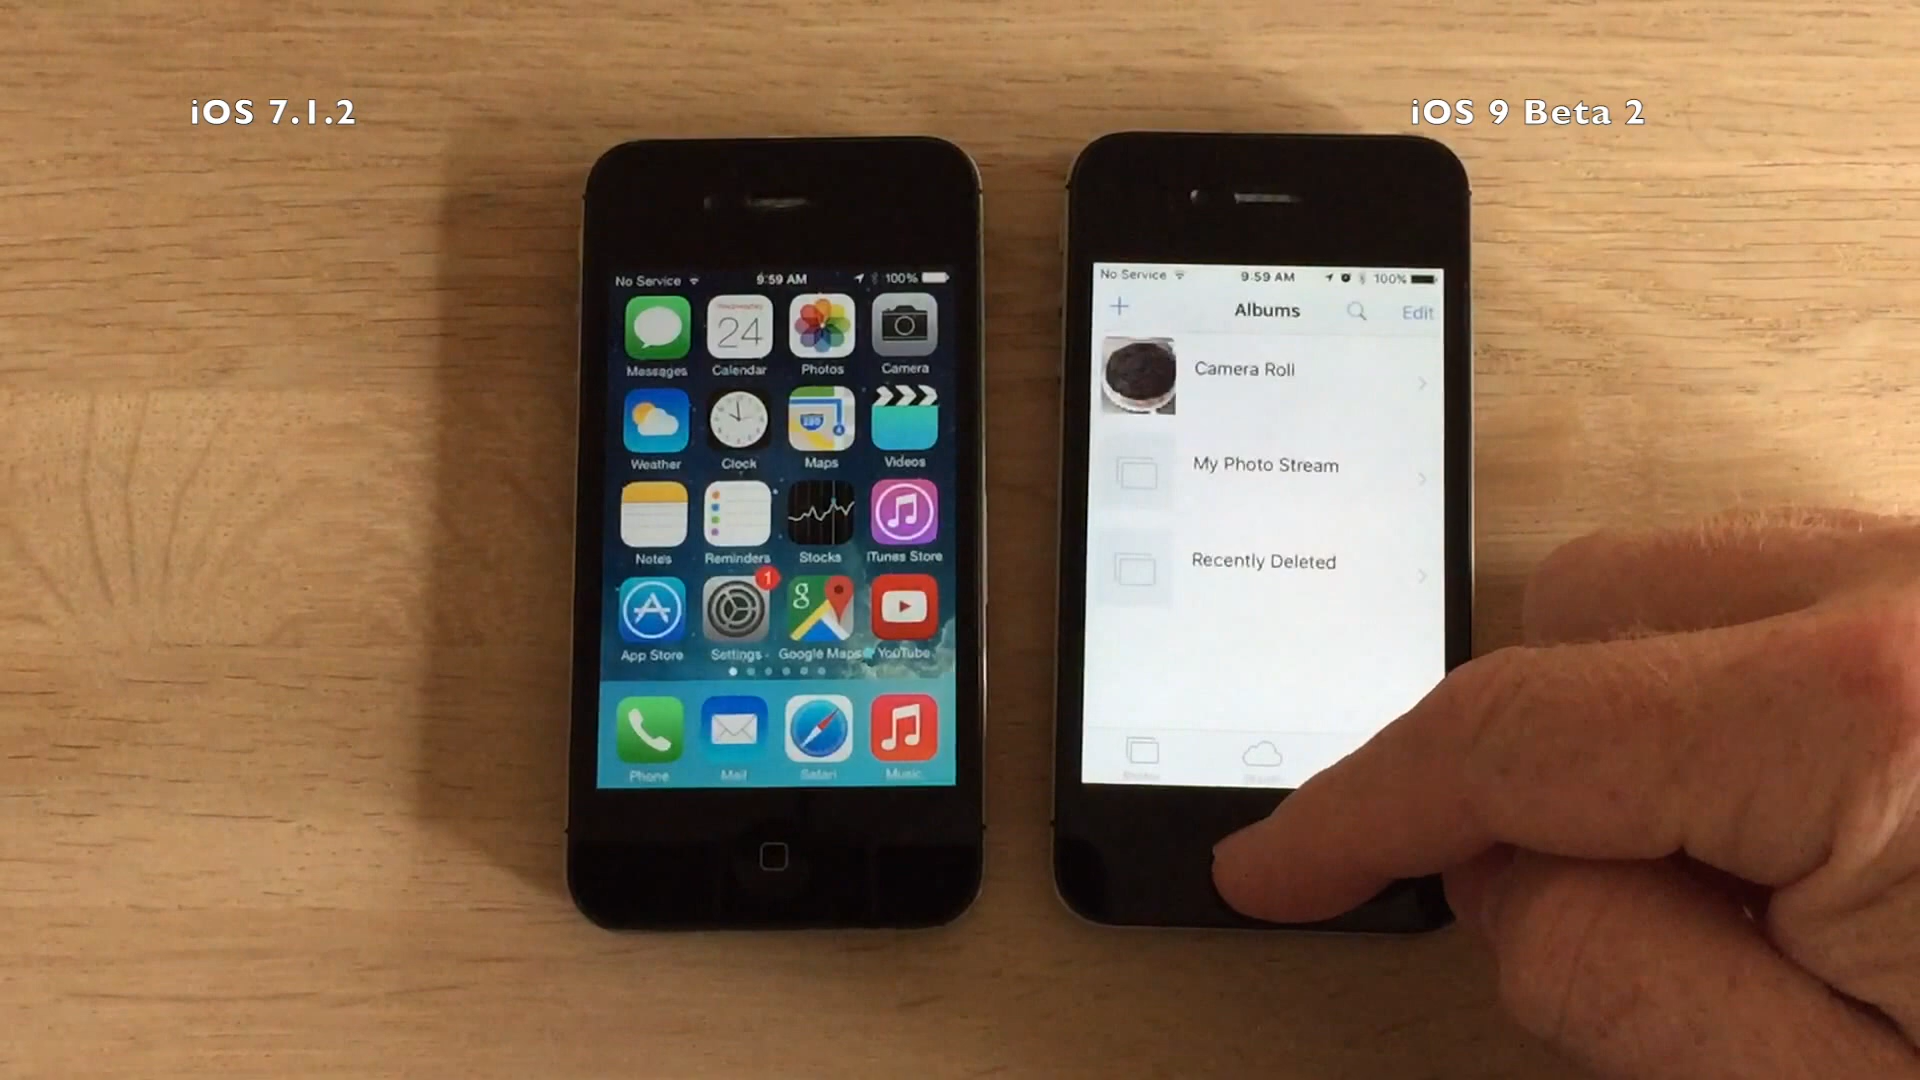 iOS 7.1.2
iOS 9 Beta 2
No Service 9:59 AM 100%
WEDNESDAY
24
Messages Calendar Photos Camera
280
Weather Clock Maps Videos
Notes Reminders Stocks iTunes Store
1
g
App Store Settings Google Maps YouTube
Phone Mail Safari Music
No Service 9:59 AM 100%
Albums Edit
Camera Roll
My Photo Stream
Recently Deleted